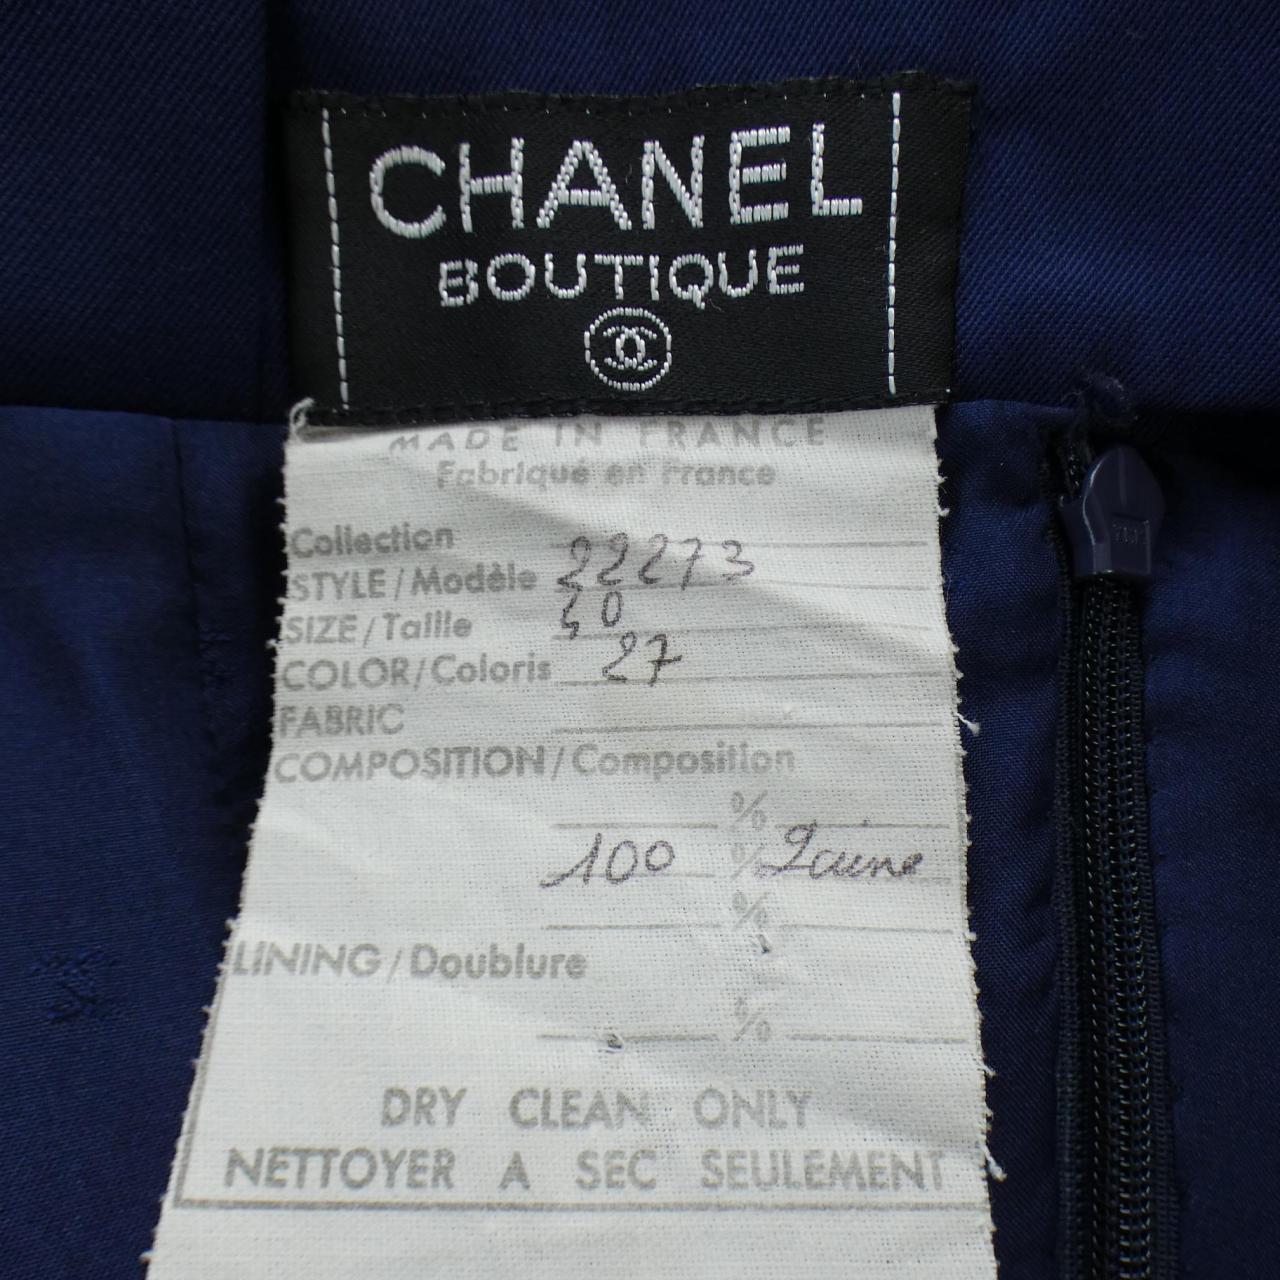 CHANEL
BOUTIQUE
MADE IN FRANCE
Fabriqué en France
Collection
STYLE/Modèle 22273
SIZE/Taille 40
COLOR/Coloris 27
FABRIC
COMPOSITION/Composition
%
100 % Laine
%
LINING/Doublure
%
DRY CLEAN ONLY
NETTOYER A SEC SEULEMENT